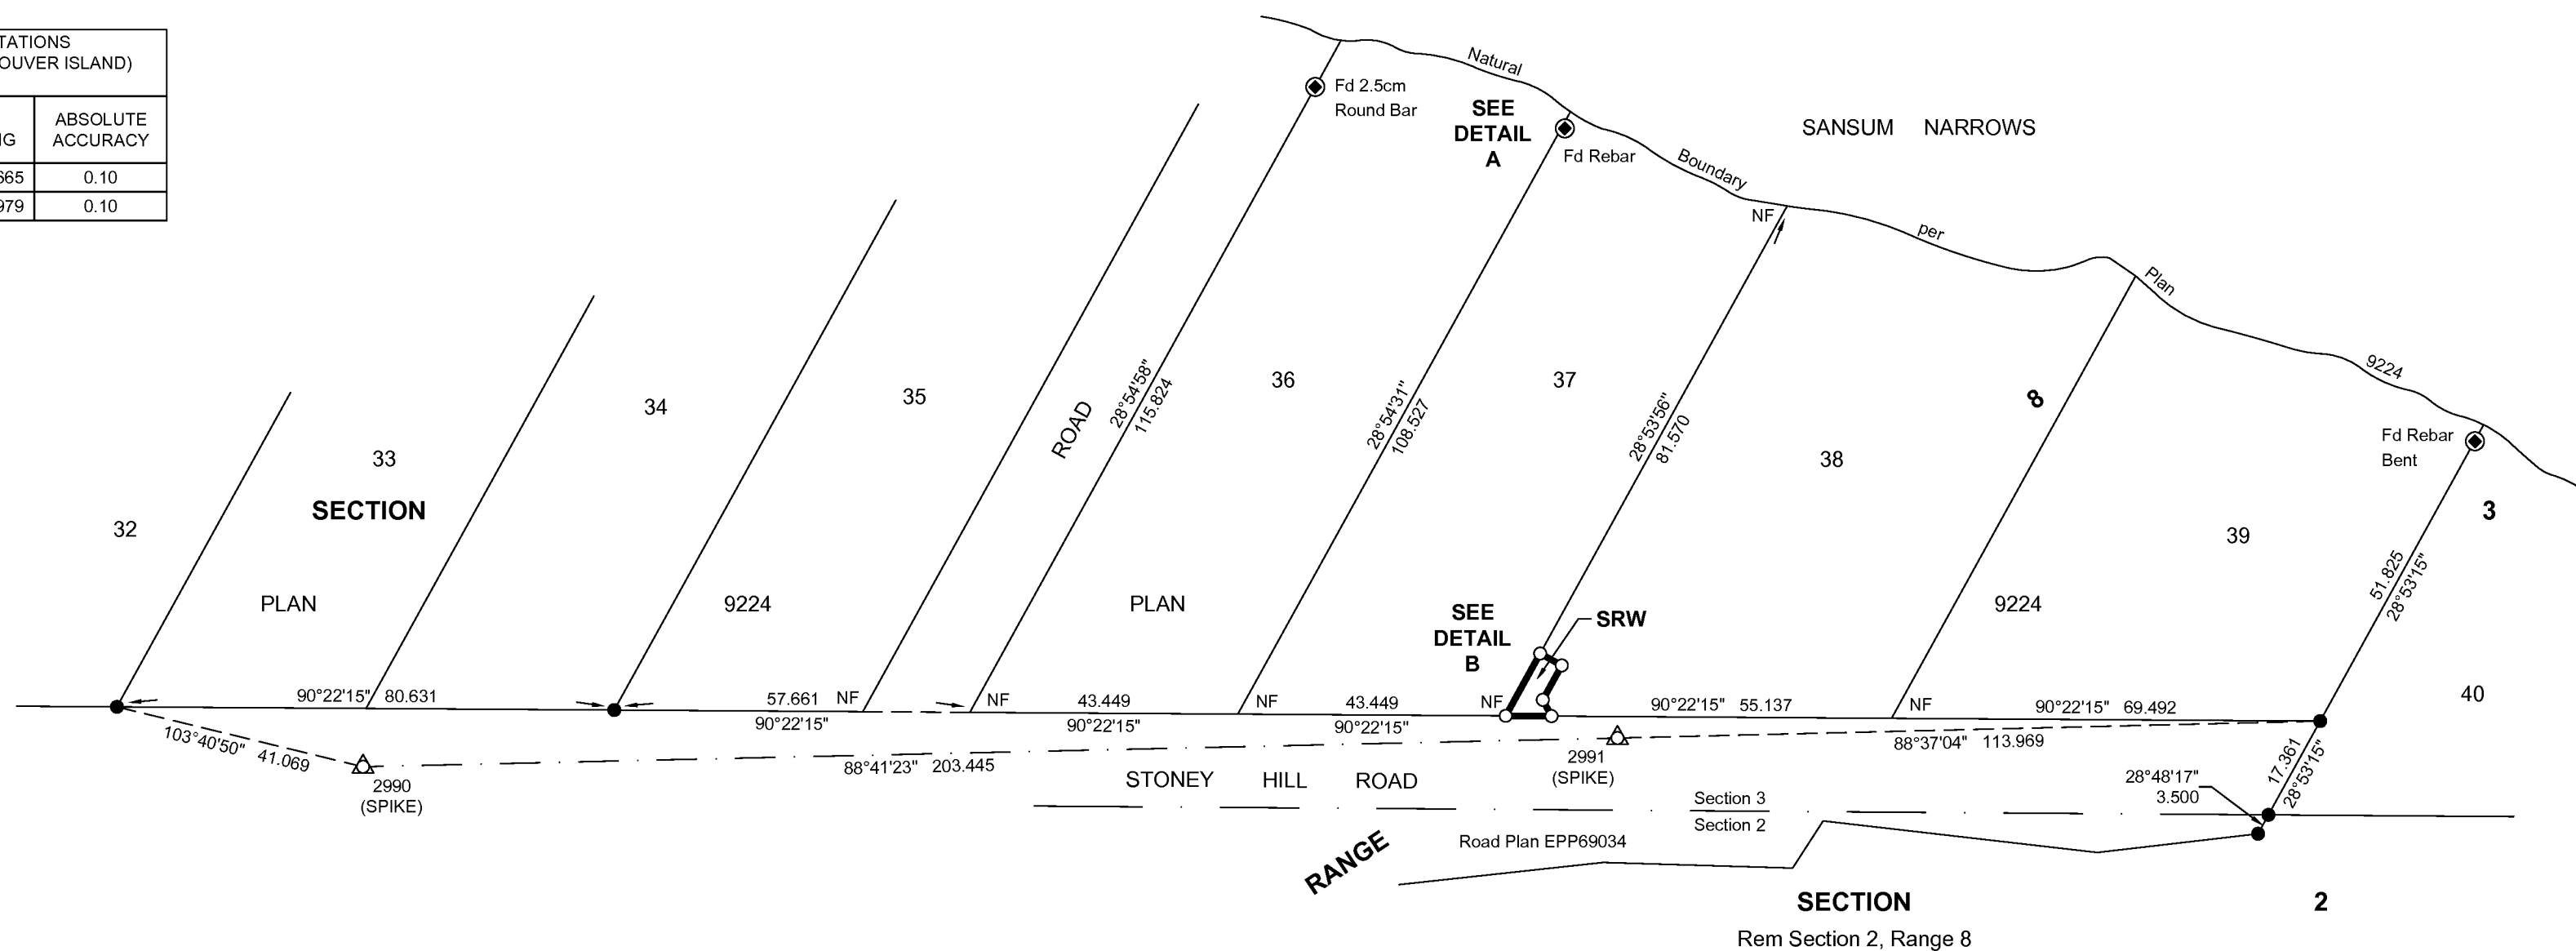 TATIONS
OUVER ISLAND)
ABSOLUTE
ACCURACY
NG
665
0.10
979
0.10
Natural
Boundary
per
Plan
9224
SANSUM NARROWS
Fd 2.5cm
Round Bar
SEE
DETAIL
A
Fd Rebar
NF
Fd Rebar
Bent
32
33
34
35
36
37
38
39
40
8
3
SECTION
PLAN
9224
ROAD
PLAN
9224
28°54'58"
115.824
28°54'31"
108.527
28°53'56"
81.570
51.825
28°53'15"
SEE
DETAIL
B
SRW
90°22'15" 80.631
57.661
90°22'15"
NF
NF
43.449
90°22'15"
NF
43.449
90°22'15"
NF
90°22'15" 55.137
NF
90°22'15" 69.492
103°40'50" 41.069
2990
(SPIKE)
88°41'23" 203.445
2991
(SPIKE)
88°37'04" 113.969
17.361
28°53'15"
28°48'17"
3.500
STONEY HILL ROAD
Section 3
Section 2
Road Plan EPP69034
RANGE
SECTION 2
Rem Section 2, Range 8